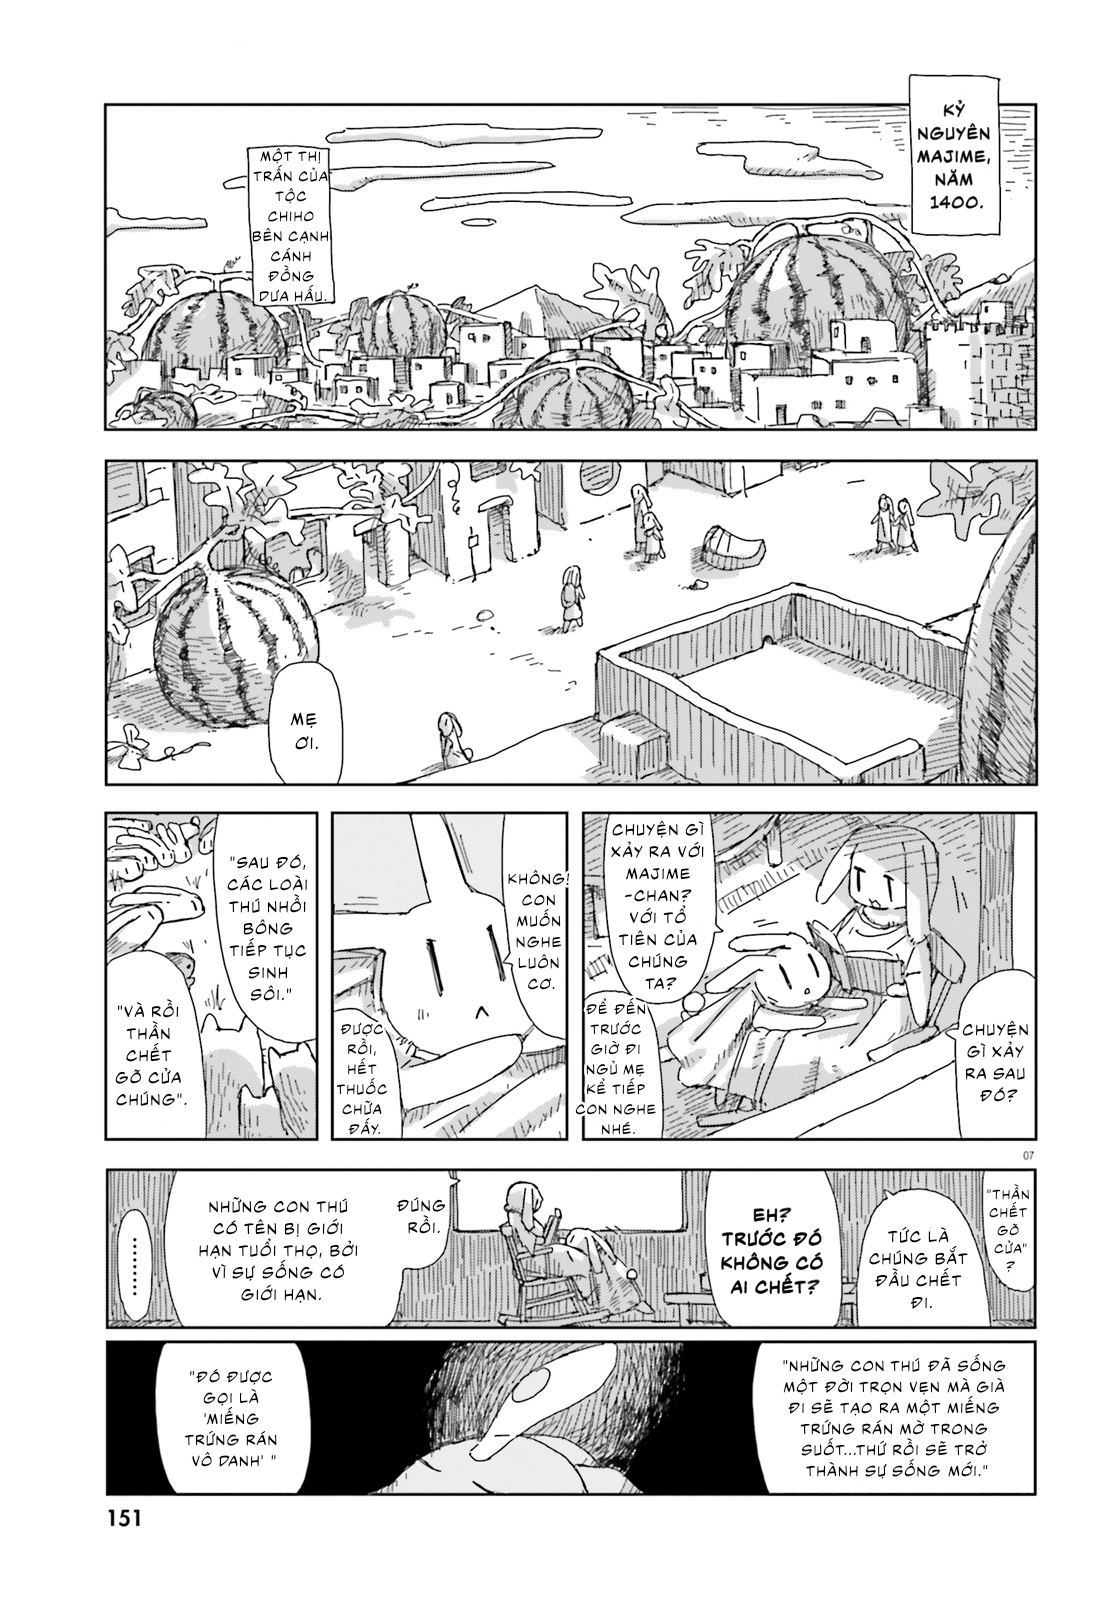 KỶ
NGUYÊN
MAJIME,
NĂM
1400.
MỘT THỊ
TRẤN CỦA
TỘC
CHIHO
BÊN CẠNH
CÁNH
ĐỒNG
DƯA HẤU.
MẸ
ƠI.
CHUYỆN
GÌ XẢY
RA SAU
ĐÓ?
CHUYỆN GÌ
XẢY RA VỚI
MAJIME
-CHAN?
VỚI TỔ
TIÊN CỦA
CHÚNG
TA?
ĐỂ ĐẾN
TRƯỚC
GIỜ ĐI
NGỦ MẸ
KỂ TIẾP
CON NGHE
NHÉ.
KHÔNG!
CON
MUỐN
NGHE
LUÔN
CƠ.
ĐƯỢC
RỒI,
HẾT
THUỐC
CHỮA
ĐẤY.
"SAU ĐÓ,
CÁC LOÀI
THÚ NHỒI
BÔNG
TIẾP TỤC
SINH
SÔI."
"VÀ RỒI
THẦN
CHẾT
GÕ CỬA
CHÚNG".
07
"THẦN
CHẾT
GÕ
CỬA"
?
TỨC LÀ
CHÚNG BẮT
ĐẦU CHẾT
ĐI.
EH?
TRƯỚC ĐÓ
KHÔNG CÓ
AI CHẾT?
ĐÚNG
RỒI.
NHỮNG CON THÚ
CÓ TÊN BỊ GIỚI
HẠN TUỔI THỌ, BỞI
VÌ SỰ SỐNG CÓ
GIỚI HẠN.
.........
"NHỮNG CON THÚ ĐÃ SỐNG
MỘT ĐỜI TRỌN VẸN MÀ GIÀ
ĐI SẼ TẠO RA MỘT MIẾNG
TRỨNG RÁN MỜ TRONG
SUỐT...THỨ RỒI SẼ TRỞ
THÀNH SỰ SỐNG MỚI."
"ĐÓ ĐƯỢC
GỌI LÀ
'MIẾNG
TRỨNG RÁN
VÔ DANH' "
151